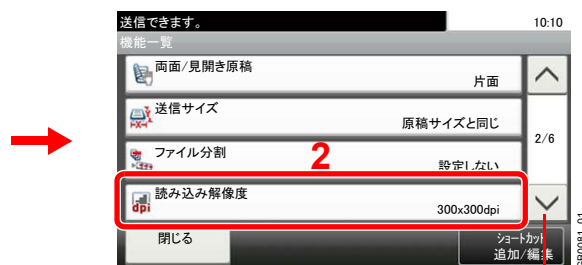 送信できます。 10:10
機能一覧
両面/見開き原稿
片面
送信サイズ
原稿サイズと同じ
2/6
ファイル分割
2
設定しない
読み込み解像度
dpi
300x300dpi
閉じる
ショートカット
追加/編集